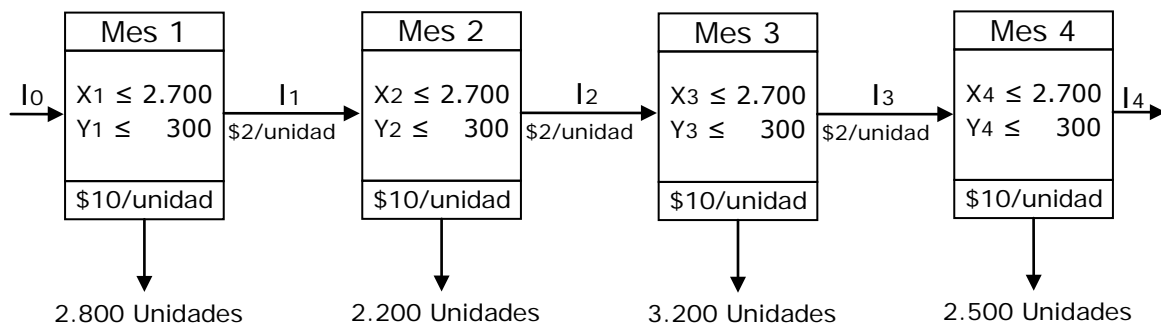 Mes 1
Mes 2
Mes 3
Mes 4
I0
X1 ≤ 2.700
Y1 ≤ 300
I1
$2/unidad
X2 ≤ 2.700
Y2 ≤ 300
I2
$2/unidad
X3 ≤ 2.700
Y3 ≤ 300
I3
$2/unidad
X4 ≤ 2.700
Y4 ≤ 300
I4
$10/unidad
$10/unidad
$10/unidad
$10/unidad
2.800 Unidades
2.200 Unidades
3.200 Unidades
2.500 Unidades